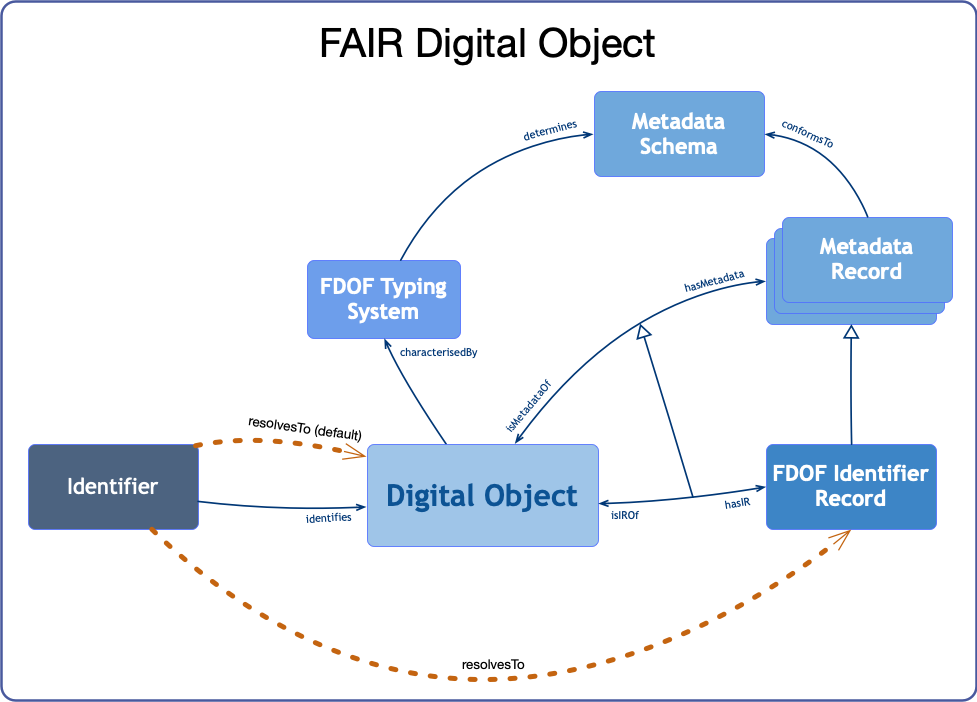 FAIR Digital Object
Metadata
Schema
determines
conformsTo
Metadata
Record
FDOF Typing
System
hasMetadata
characterisedBy
isMetadataOf
resolvesTo (default)
Identifier
identifies
Digital Object
isIROf
hasIR
FDOF Identifier
Record
resolvesTo